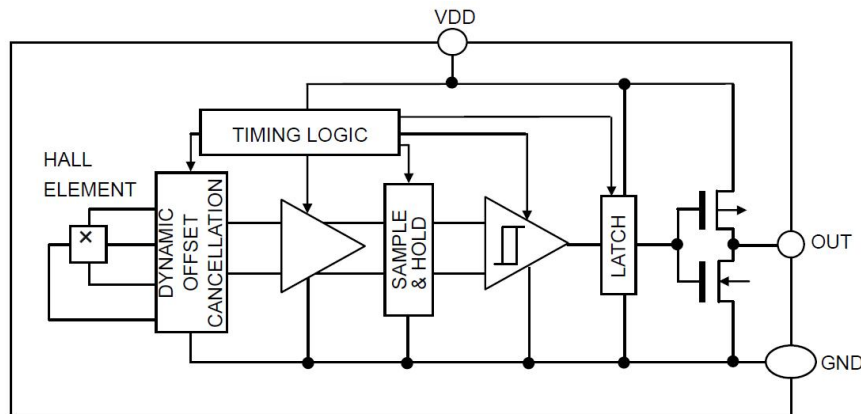 VDD
TIMING LOGIC
HALL
ELEMENT
DYNAMIC
OFFSET
CANCELLATION
SAMPLE
& HOLD
LATCH
OUT
GND